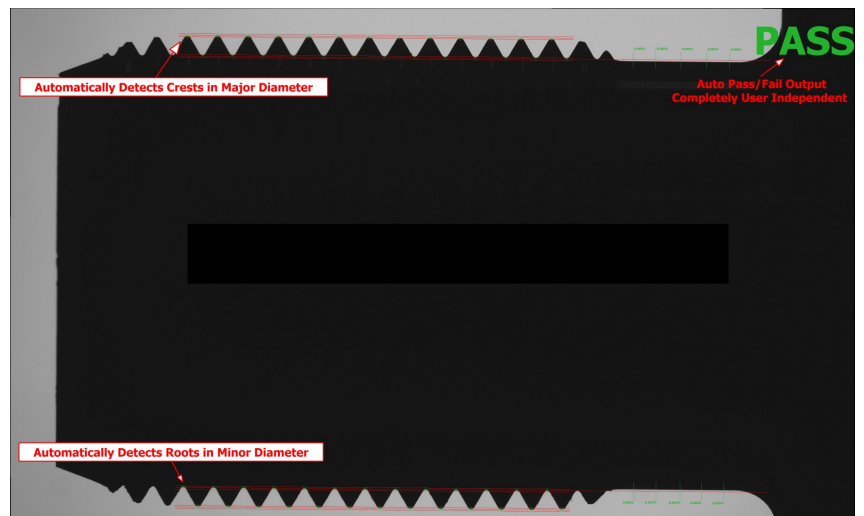 PASS
Automatically Detects Crests in Major Diameter
Auto Pass/Fail Output
Completely User Independent
Automatically Detects Roots in Minor Diameter